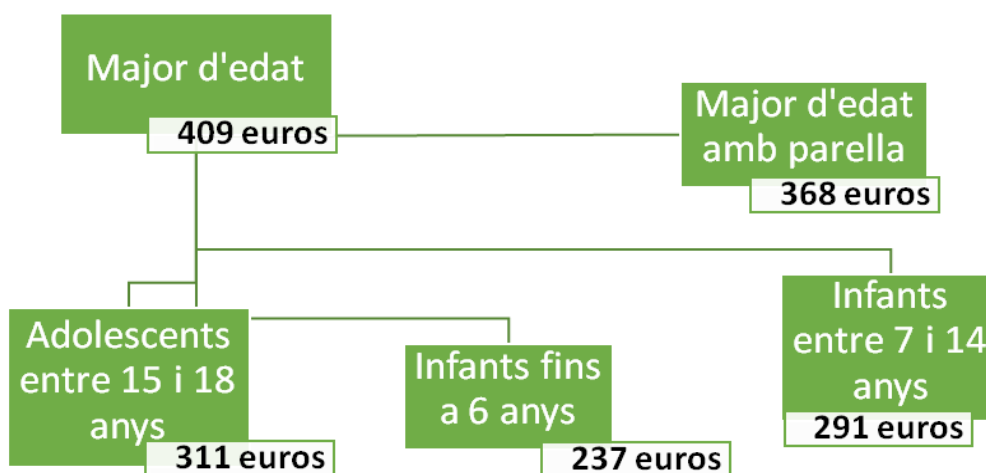 Major d'edat
409 euros
Major d'edat
amb parella
368 euros
Adolescents
entre 15 i 18
anys
311 euros
Infants fins
a 6 anys
237 euros
Infants
entre 7 i 14
anys
291 euros